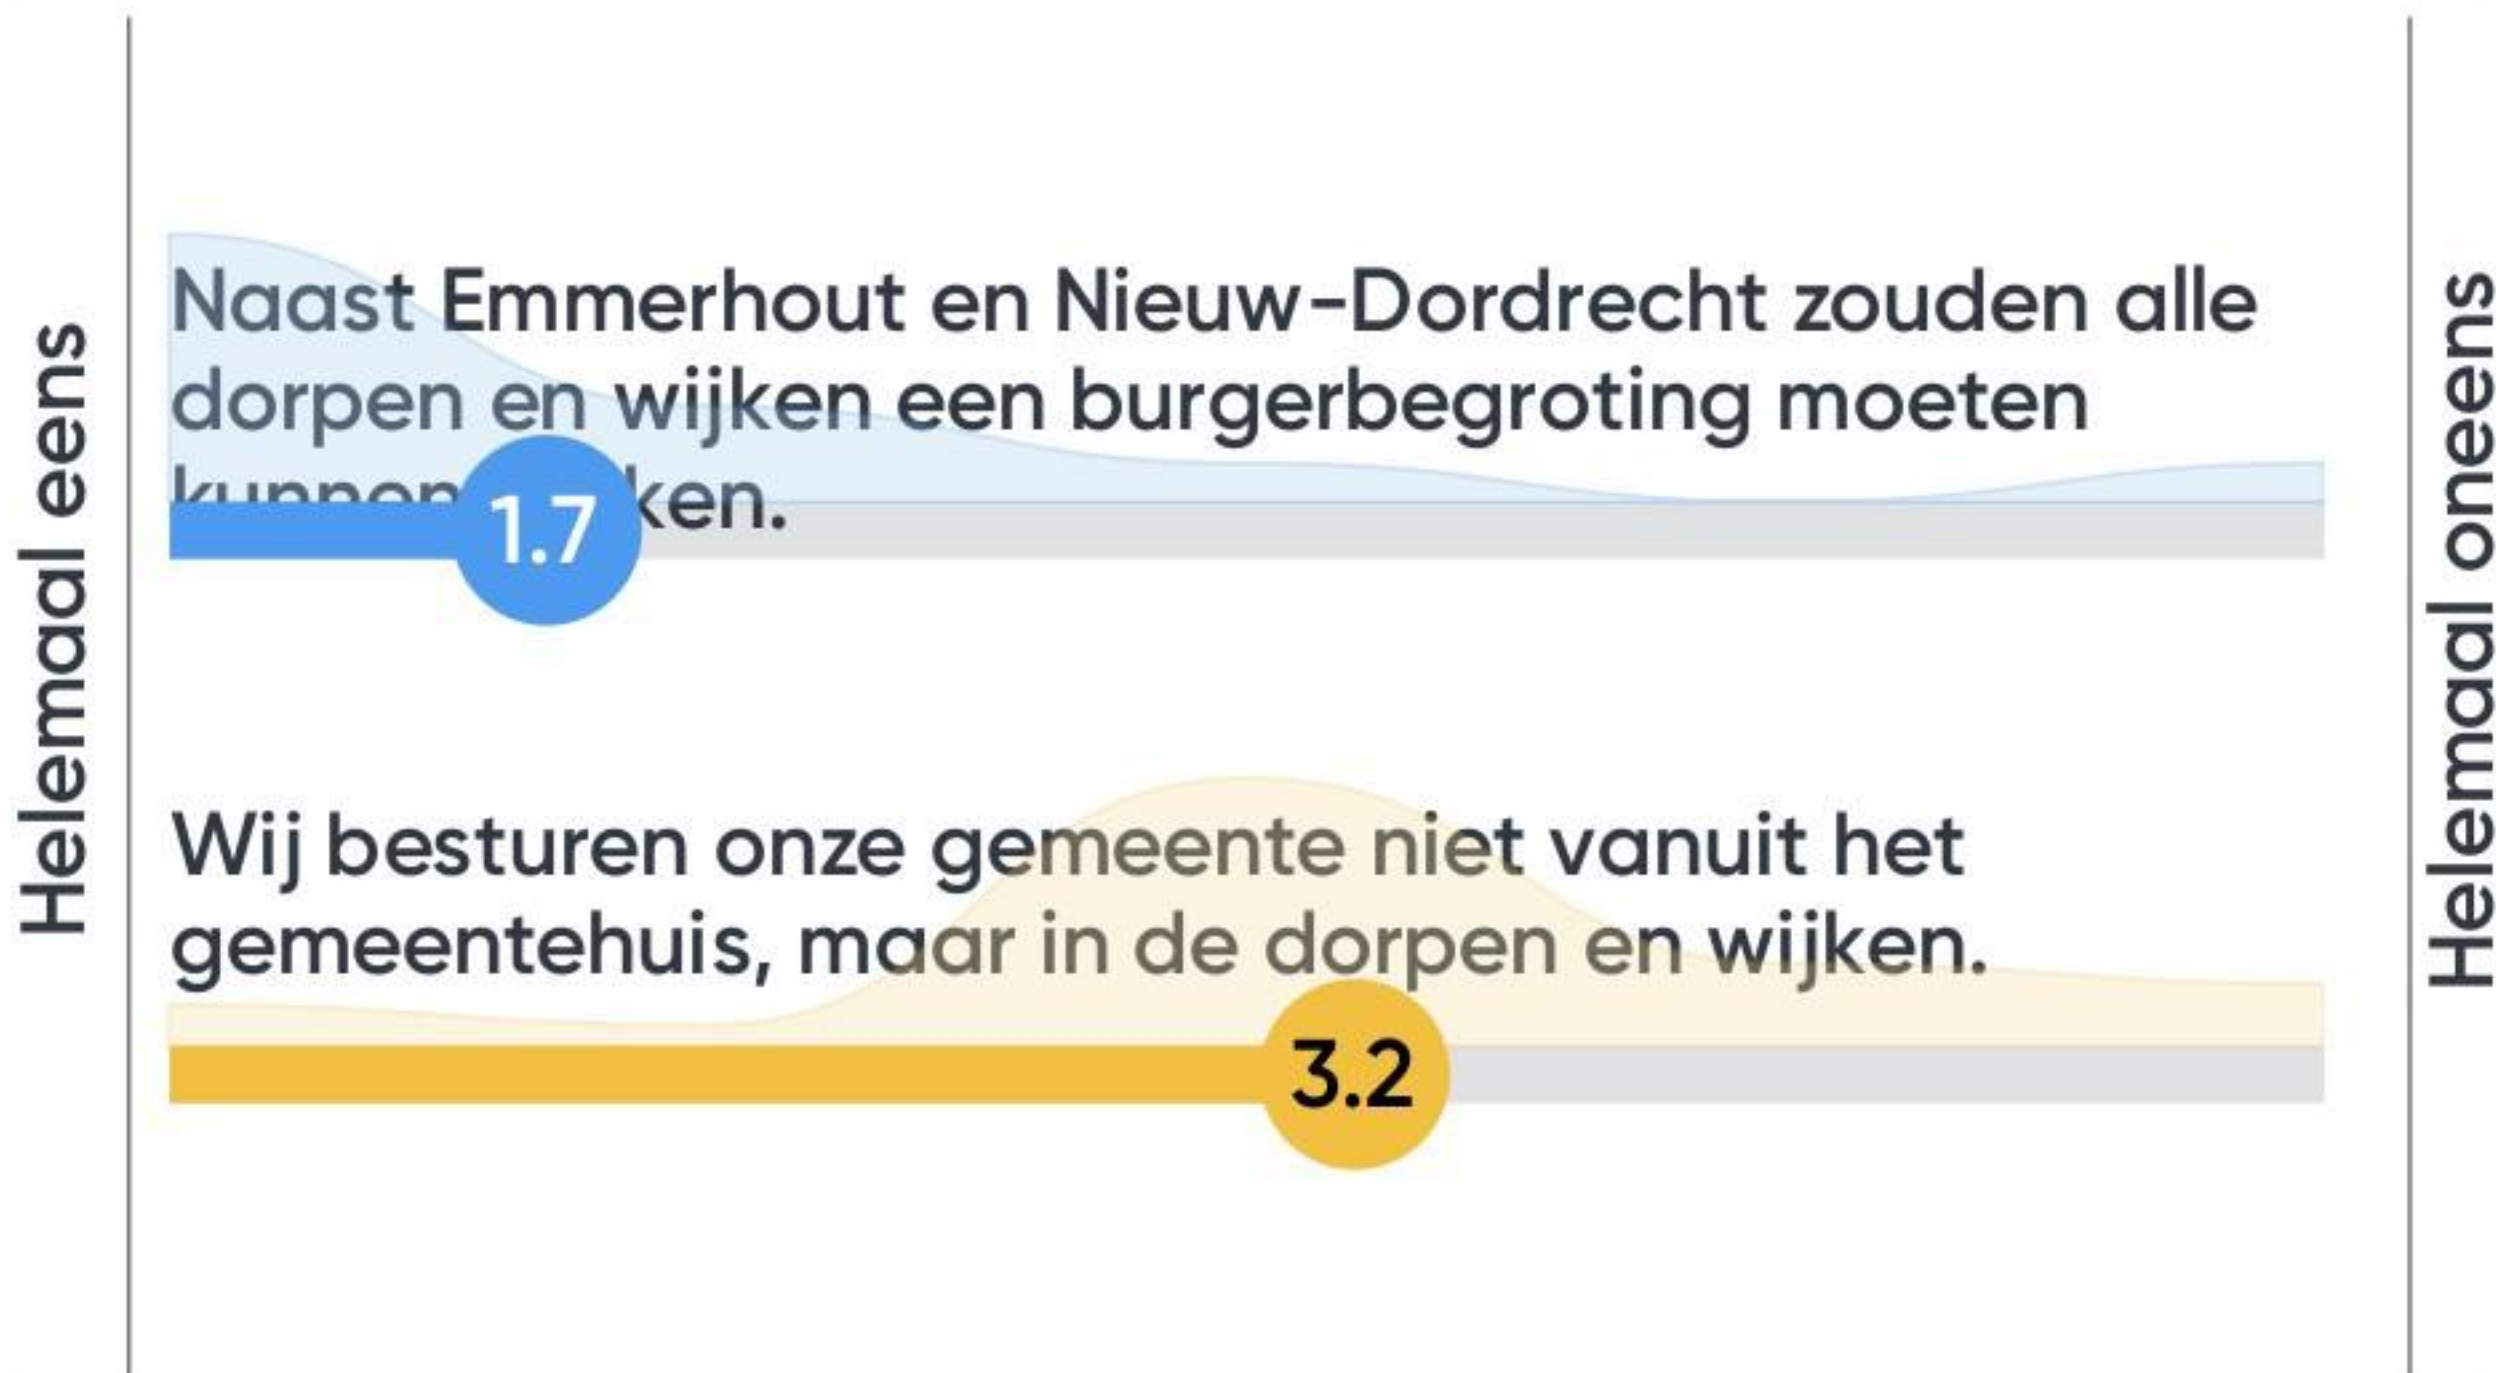 Helemaal eens
Naast Emmerhout en Nieuw-Dordrecht zouden alle
dorpen en wijken een burgerbegroting moeten
kunnen
1.7
Wij besturen onze gemeente niet vanuit het
gemeentehuis, maar in de dorpen en wijken.
3.2
Helemaal oneens